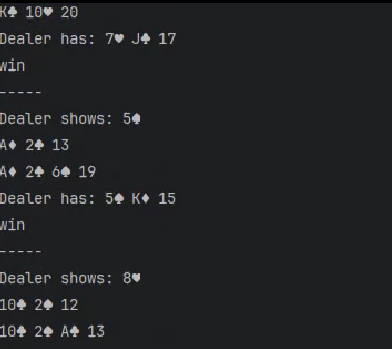 K♠ 10♥ 20
Dealer has: 7♥ J♠ 17
win
-----
Dealer shows: 5♠
A♦ 2♣ 13
A♦ 2♣ 6♠ 19
Dealer has: 5♠ K♦ 15
win
-----
Dealer shows: 8♥
10♠ 2♠ 12
10♠ 2♠ A♠ 13